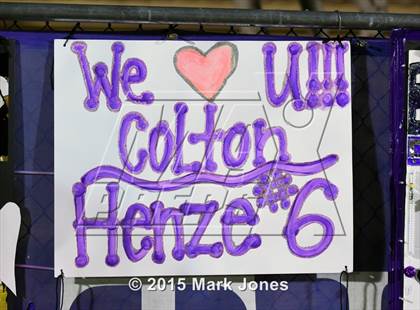 We ♥ U!!!
Colton
Henze #6
© 2015 Mark Jones